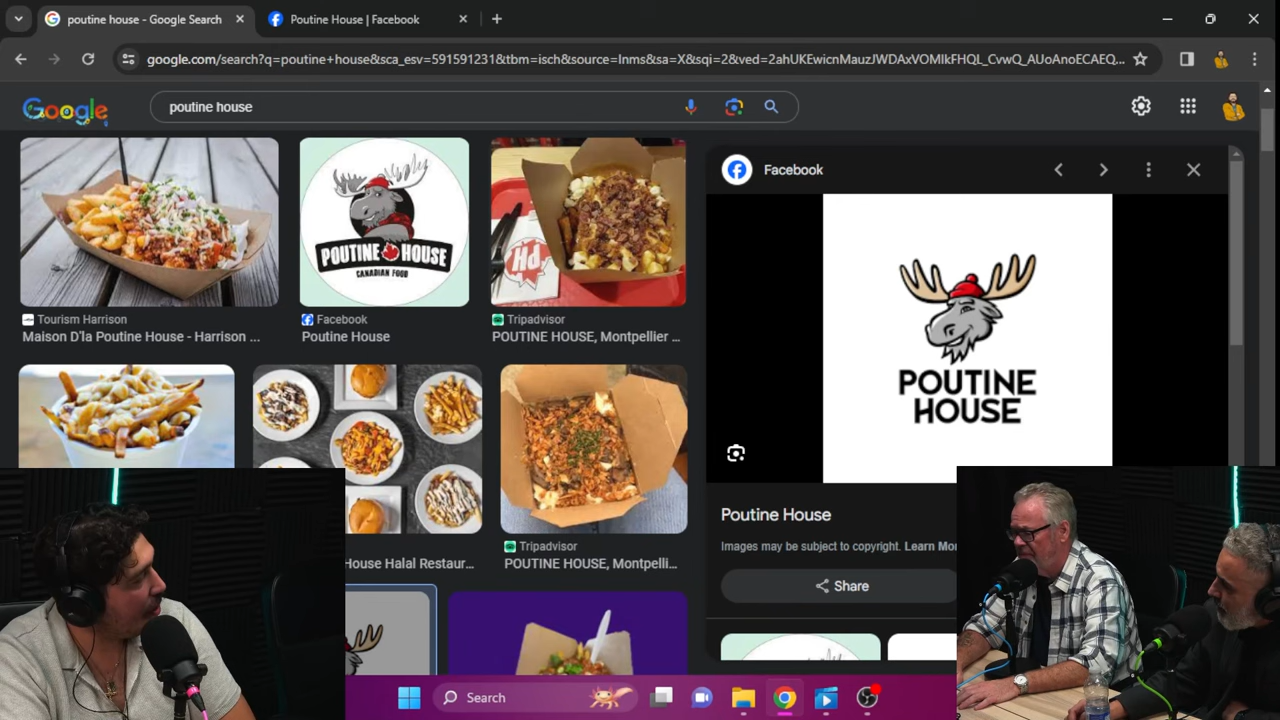 poutine house - Google Search
Poutine House | Facebook
google.com/search?q=poutine+house&sca_esv=591591231&tbm=isch&source=lnms&sa=X&sqi=2&ved=2ahUKEwicnMauzJWDAxVOMIkFHQL_CvwQ_AUoAnoECAEQ...
Google
poutine house
POUTINE HOUSE
CANADIAN FOOD
HP
Tourism Harrison
Maison D'la Poutine House - Harrison ...
Facebook
Poutine House
Tripadvisor
POUTINE HOUSE, Montpellier ...
House Halal Restaur...
Tripadvisor
POUTINE HOUSE, Montpelli...
Facebook
POUTINE
HOUSE
Poutine House
Images may be subject to copyright. Learn Mo
Share
Search